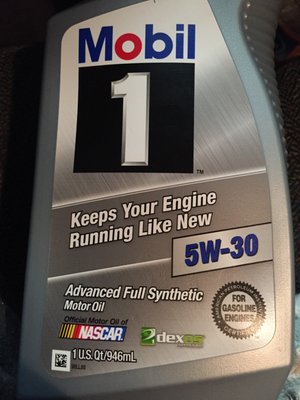 Mobil
1
TM
Keeps Your Engine
Running Like New
5W-30
Advanced Full Synthetic
Motor Oil
Official Motor Oil of
NASCAR
dexos
FOR
GASOLINE
ENGINES
1 U.S. Qt/946mL